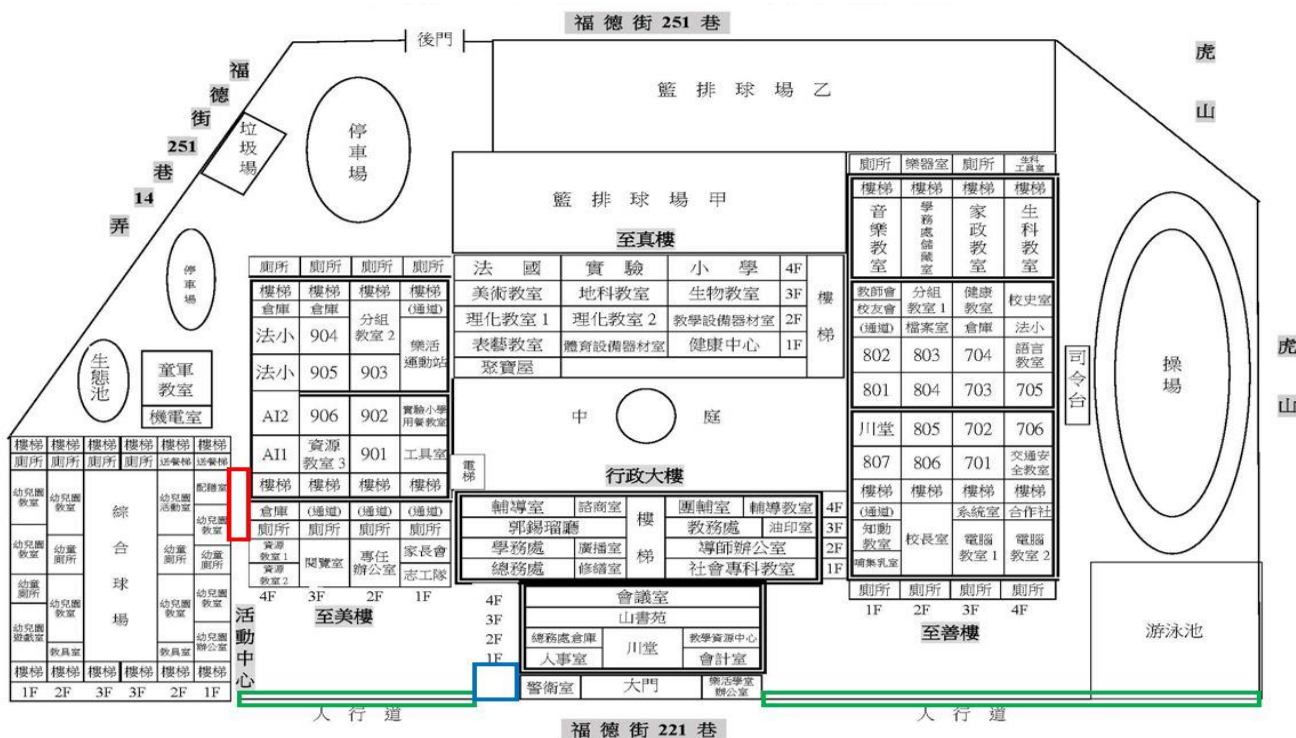 福德街 251 巷
後門
福德街 251 巷 14 弄
垃圾場
停車場
籃排球場乙
虎山
籃排球場甲
至真樓
法國 實驗 小學 4F
美術教室 地科教室 生物教室 3F
理化教室 1 理化教室 2 教學設備器材室 2F
表藝教室 體育設備器材室 健康中心 1F
聚寶屋
樓梯
廁所 樂器室 廁所 生科工具室
樓梯 樓梯 樓梯 樓梯
音樂教室 學務處儲藏室 家政教室 生科教室
教師會校友會 分組教室 1 健康教室 校史室
(通道) 檔案室 倉庫 法小
802 803 704 語言教室
801 804 703 705
川堂 805 702 706
807 806 701 交通安全教室
樓梯 樓梯 樓梯 樓梯
(通道) 系統室 合作社
知動教室 校長室 電腦教室 1 電腦教室 2
哺集乳室
廁所 廁所 廁所 廁所
1F 2F 3F 4F
至善樓
司令台
操場
虎山
游泳池
停車場
生態池
童軍教室
機電室
廁所 廁所 廁所 廁所
樓梯 樓梯 樓梯 樓梯
倉庫 倉庫 分組教室 2 (通道)
法小 904 樂活運動站
法小 905 903
AI2 906 902 實驗小學用餐教室
AI1 資源教室 3 901 工具室
樓梯 樓梯 樓梯 樓梯
倉庫 (通道) (通道) (通道)
廁所 廁所 廁所 廁所
資源教室 1 閱覽室 專任辦公室 家長會
資源教室 2 志工隊
4F 3F 2F 1F
至美樓
中庭
電梯
行政大樓
輔導室 諮商室 團輔室 輔導教室 4F
郭錫瑠廳 教務處 油印室 3F
學務處 廣播室 導師辦公室 2F
總務處 修繕室 社會專科教室 1F
樓梯
4F 會議室
3F 山書苑
2F 總務處倉庫 川堂 教學資源中心
1F 人事室 會計室
警衛室 大門 樂活學堂辦公室
樓梯 樓梯 樓梯 樓梯 樓梯 樓梯
廁所 廁所 廁所 廁所 送餐梯 送餐梯
幼兒園教室 幼兒園教室 綜合球場 幼兒園活動室 配膳室
幼兒園教室 幼兒園教室
幼童廁所 幼童廁所 幼童廁所
幼童廁所 幼兒園教室 幼兒園教室 幼兒園教室
幼兒園遊戲室 教具室 教具室 幼兒園辦公室
樓梯 樓梯 樓梯 樓梯 樓梯 樓梯
1F 2F 3F 3F 2F 1F
活動中心
人行道
人行道
福德街 221 巷